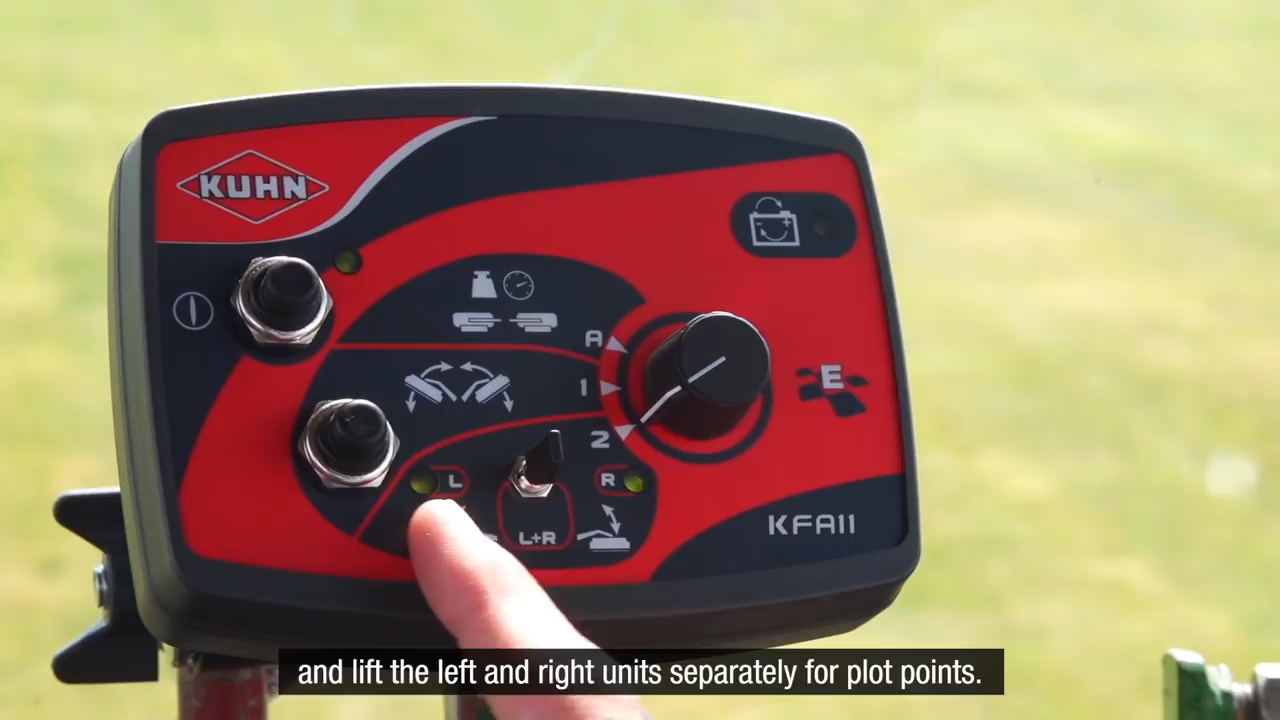 KUHN
A
1
2
E
L
R
L+R
KFA11
and lift the left and right units separately for plot points.